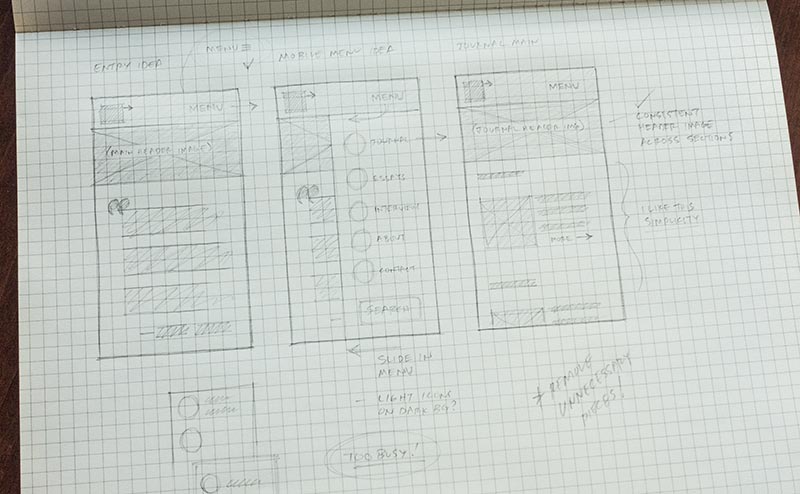 MENU ≡
ENTRY IDEA
MOBILE MENU IDEA
JOURNAL MAIN
MENU
(MAIN HEADER IMAGE)
MENU
JOURNAL
ESSAYS
INTERVIEW
ABOUT
CONTACT
SEARCH
MENU
(JOURNAL HEADER IMG)
MORE
CONSISTENT
HEADER IMAGE
ACROSS SECTIONS
I LIKE THIS
SIMPLICITY
SLIDE IN
MENU
- LIGHT ICONS
ON DARK BG?
TOO BUSY!
* REMOVE
UNNECESSARY
PIECES!